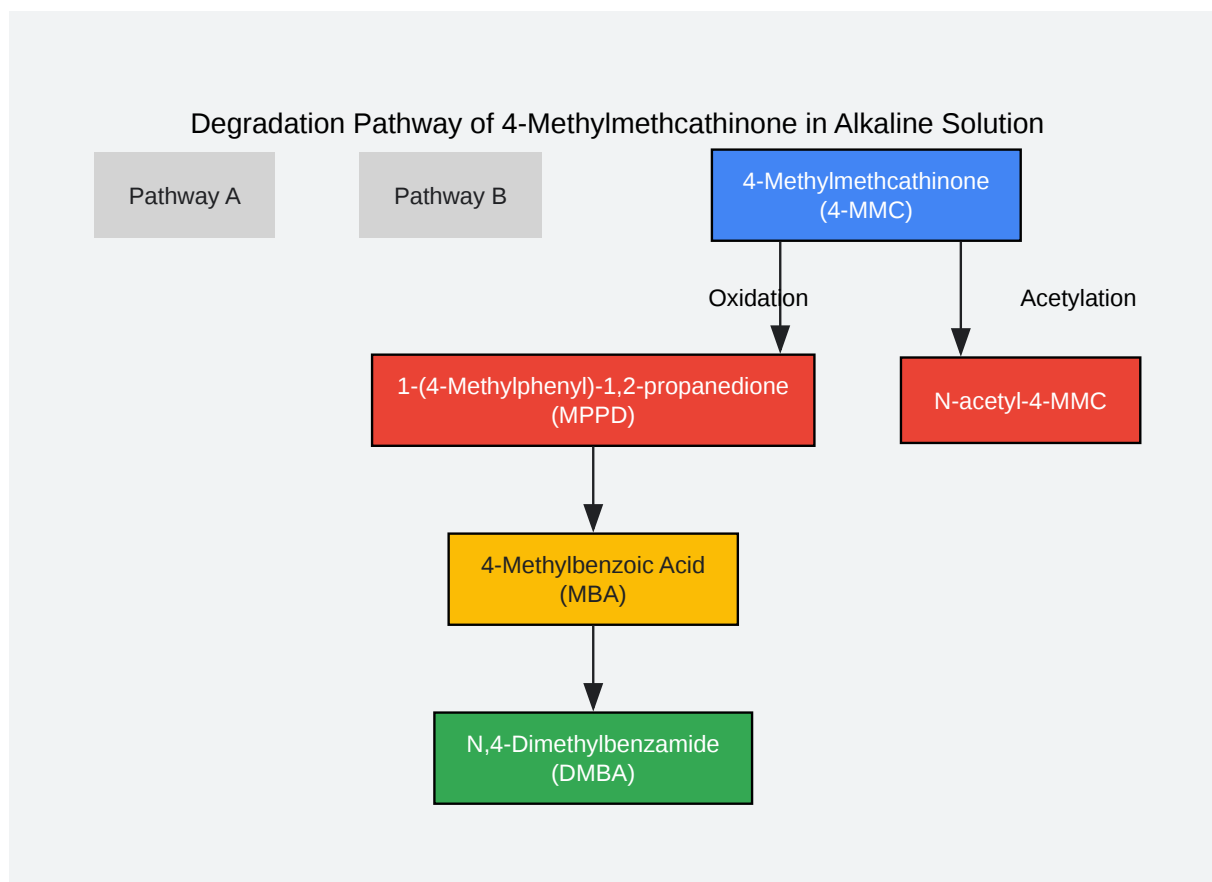 Degradation Pathway of 4-Methylmethcathinone in Alkaline Solution
Pathway A
Pathway B
4-Methylmethcathinone
(4-MMC)
Oxidation
Acetylation
1-(4-Methylphenyl)-1,2-propanedione
(MPPD)
N-acetyl-4-MMC
4-Methylbenzoic Acid
(MBA)
N,4-Dimethylbenzamide
(DMBA)